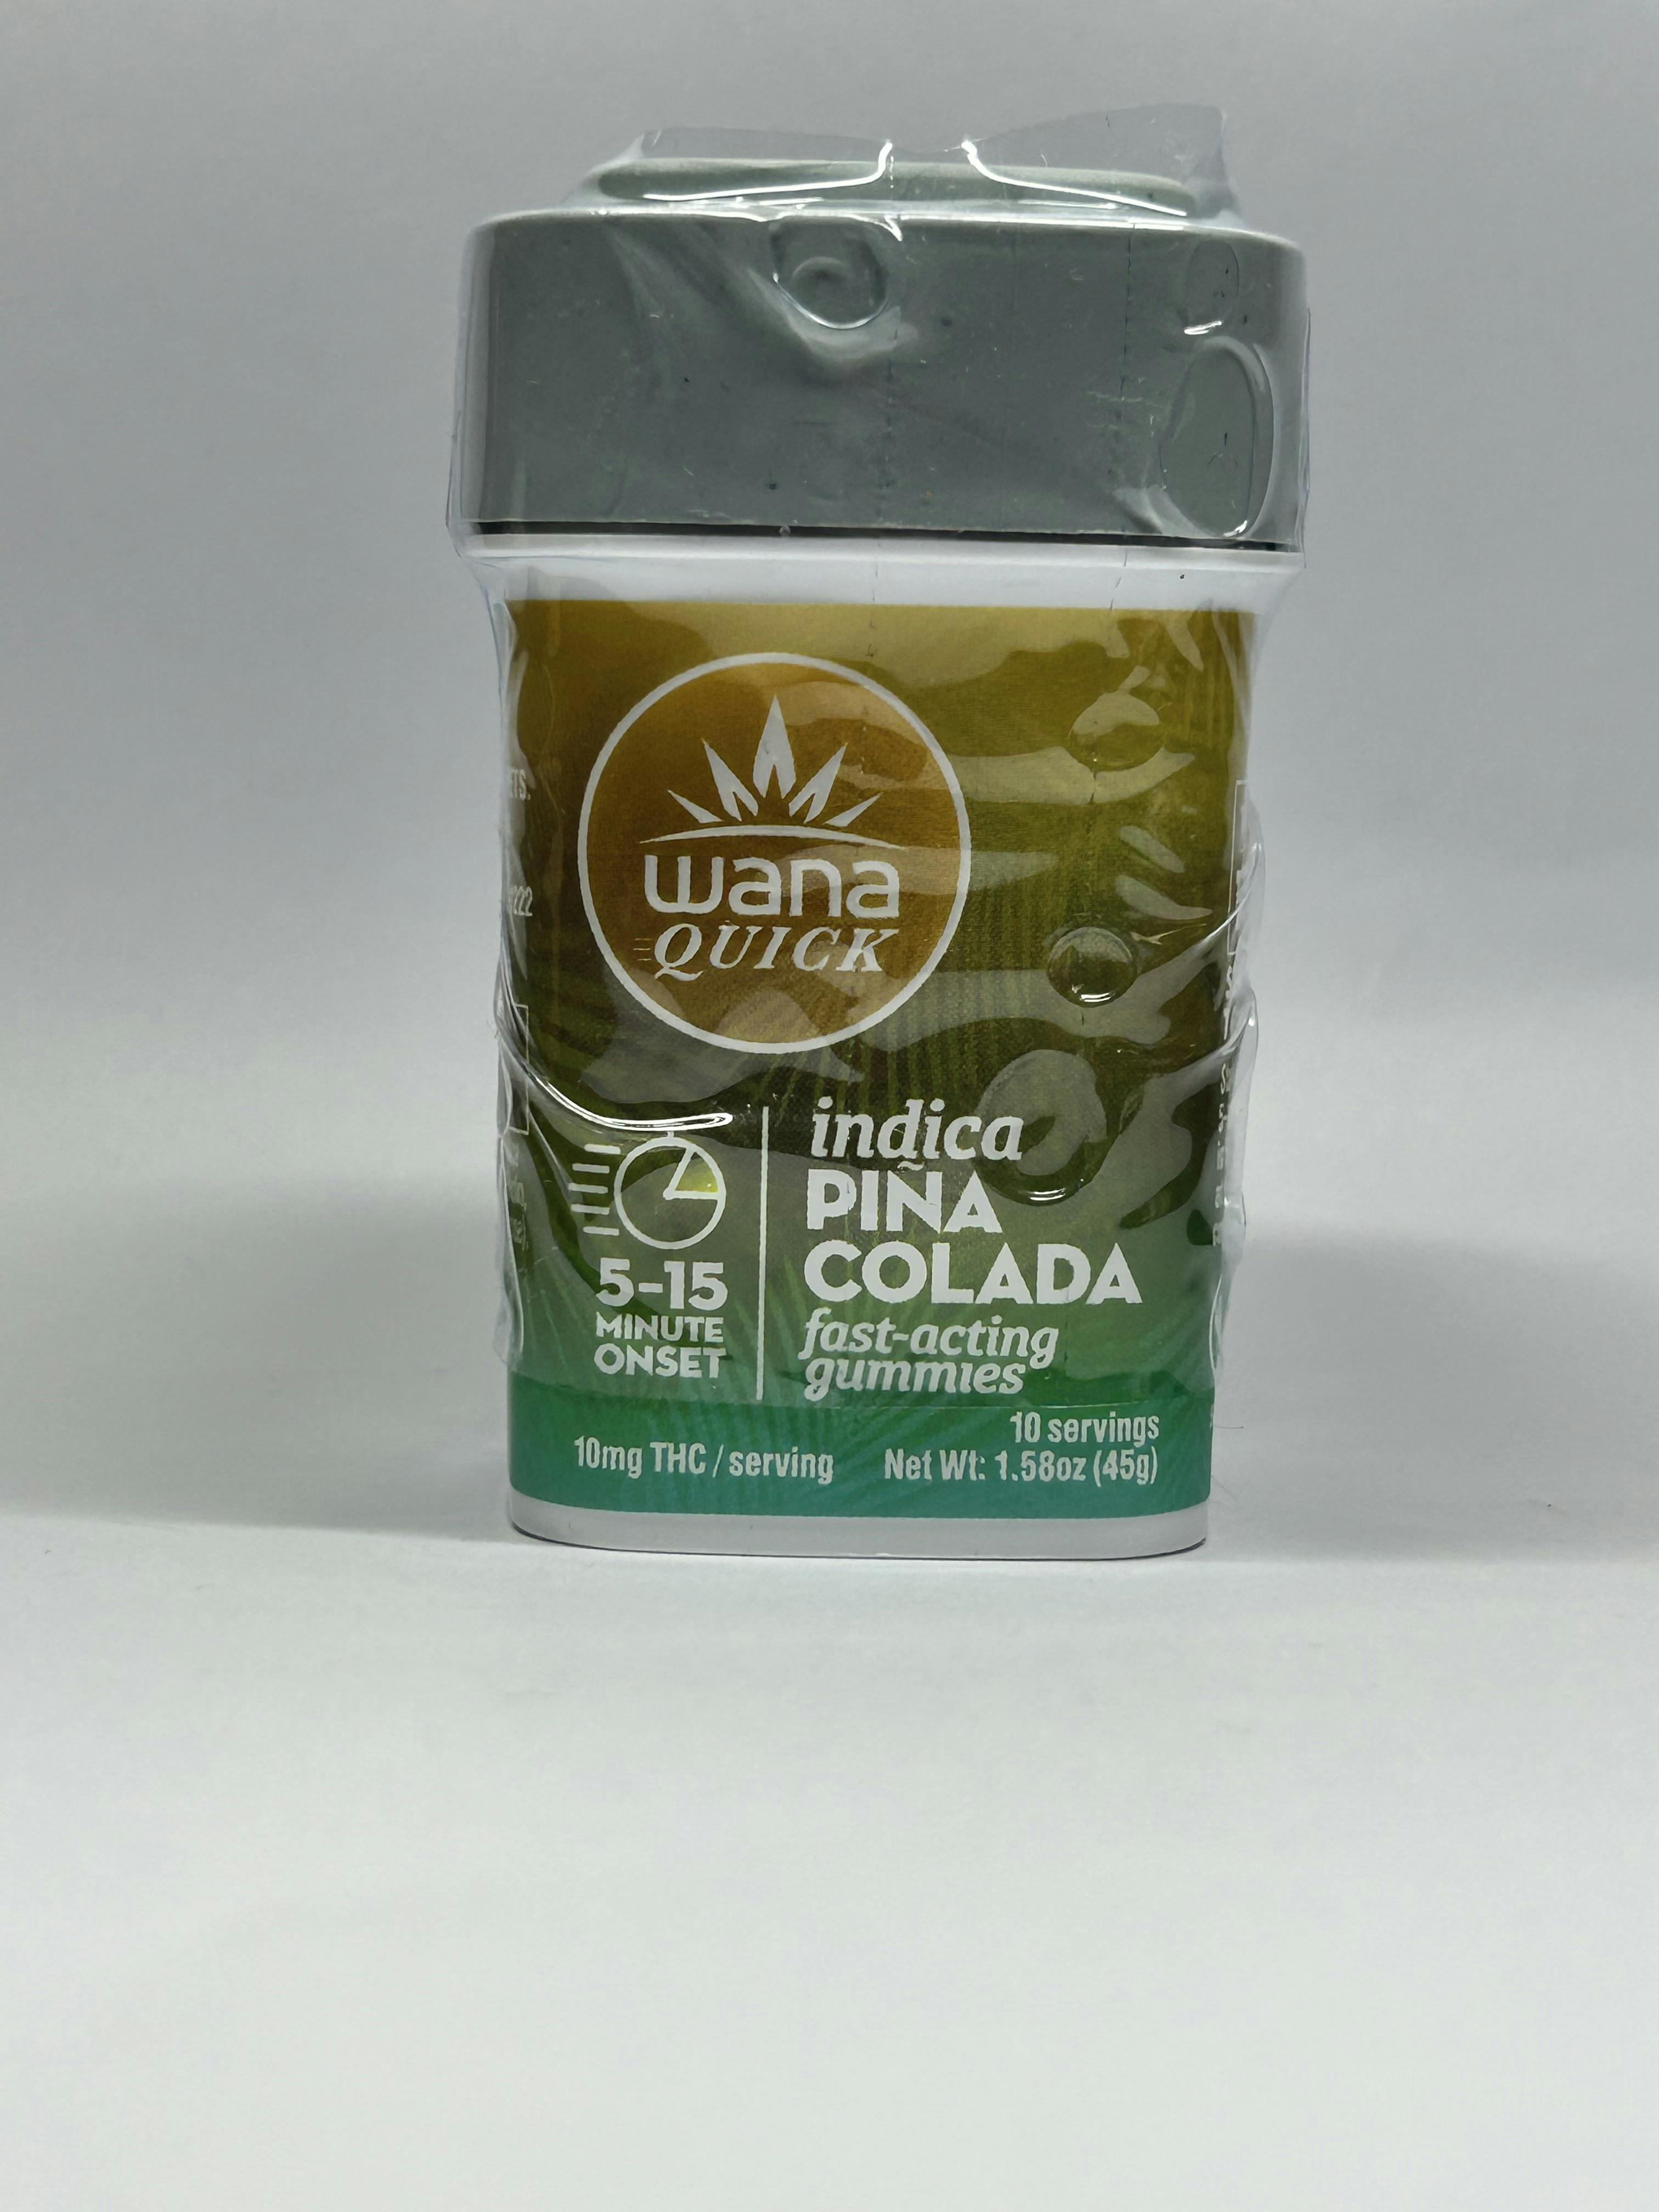 wana
QUICK
5-15
MINUTE
ONSET
indica
PIÑA
COLADA
fast-acting
gummies
10mg THC / serving
10 servings
Net Wt: 1.58oz (45g)